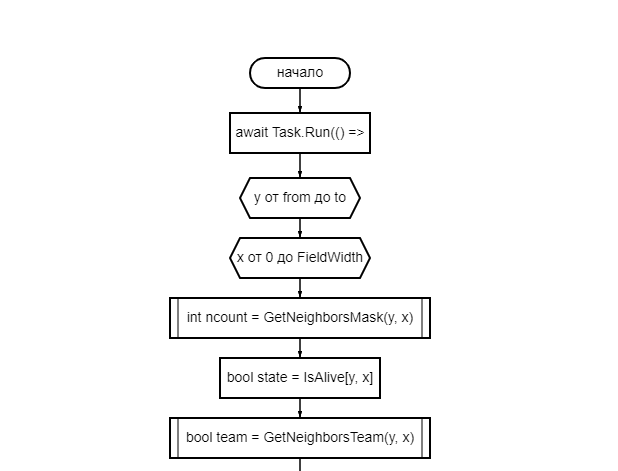 начало
await Task.Run(() =>
y от from до to
x от 0 до FieldWidth
int ncount = GetNeighborsMask(y, x)
bool state = IsAlive[y, x]
bool team = GetNeighborsTeam(y, x)